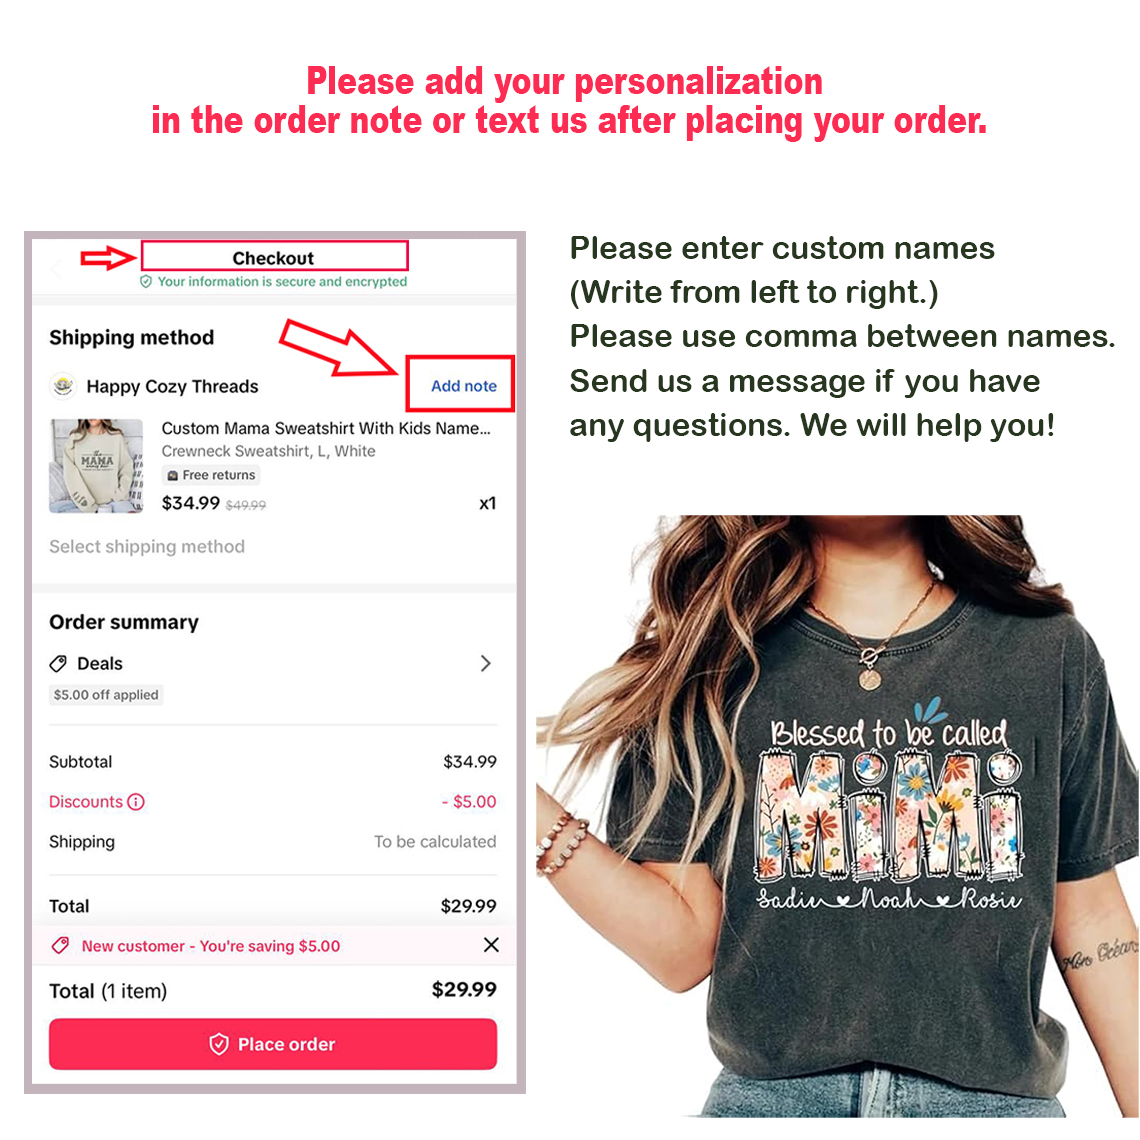 Please add your personalization
in the order note or text us after placing your order.
Checkout
Your information is secure and encrypted
Shipping method
Happy Cozy Threads
Add note
Custom Mama Sweatshirt With Kids Name...
Crewneck Sweatshirt, L, White
Free returns
$34.99 $49.99
x1
Select shipping method
Order summary
Deals
$5.00 off applied
Subtotal
$34.99
Discounts
- $5.00
Shipping
To be calculated
Total
$29.99
New customer - You're saving $5.00
Total (1 item)
$29.99
Place order
Please enter custom names
(Write from left to right.)
Please use comma between names.
Send us a message if you have
any questions. We will help you!
MAMA
Blessed to be called
MiMi
Sadie Noah Rosie